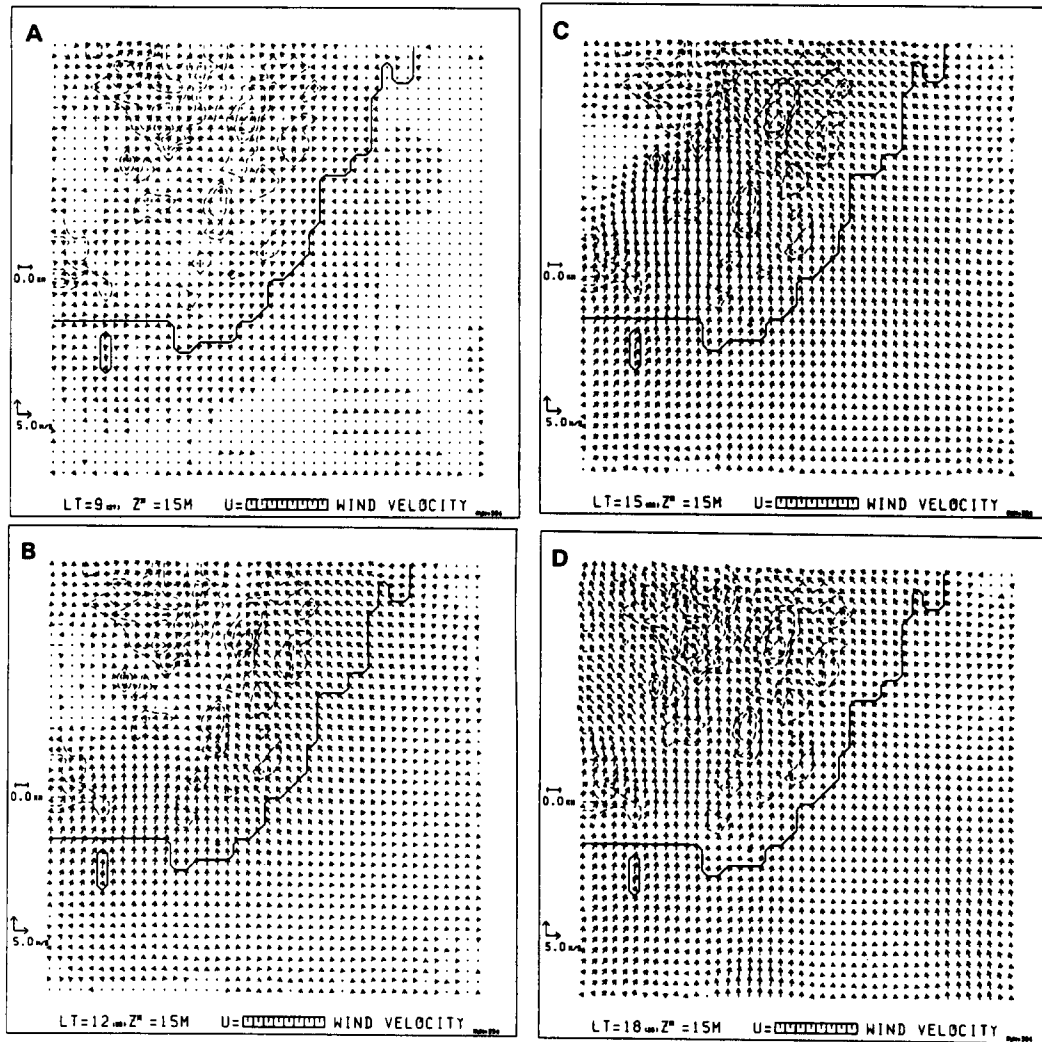 A
0.0
5.0
LT=9 Z* =15M U= WIND VELOCITY
B
0.0
5.0
LT=12 Z* =15M U= WIND VELOCITY
C
0.0
5.0
LT=15 Z* =15M U= WIND VELOCITY
D
0.0
5.0
LT=18 Z* =15M U= WIND VELOCITY